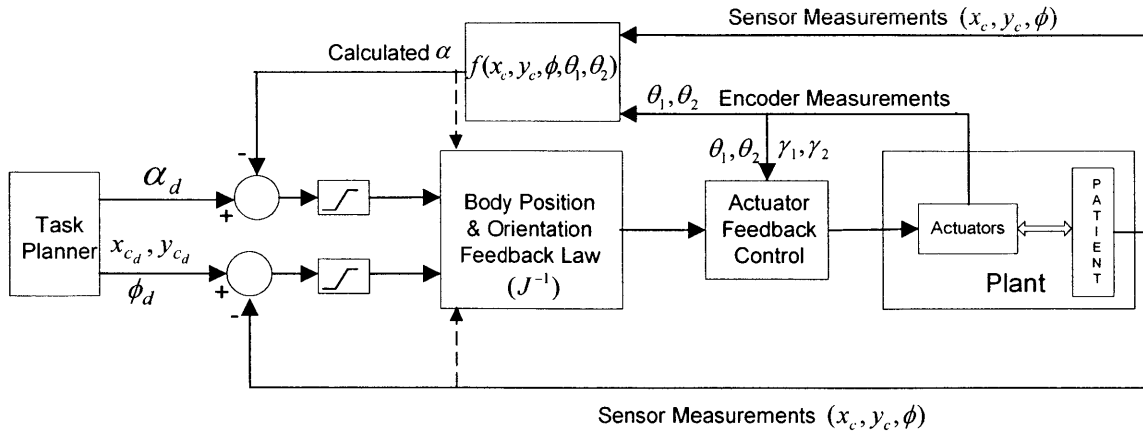 Sensor Measurements (x_c, y_c, ϕ)
Calculated α
f(x_c, y_c, ϕ, θ_1, θ_2)
θ_1, θ_2 Encoder Measurements
θ_1, θ_2 γ_1, γ_2
-
α_d
+
Task
Planner
x_{c_d}, y_{c_d}
ϕ_d
+
-
Body Position
& Orientation
Feedback Law
(J^{-1})
Actuator
Feedback
Control
Actuators
PATIENT
Plant
Sensor Measurements (x_c, y_c, ϕ)